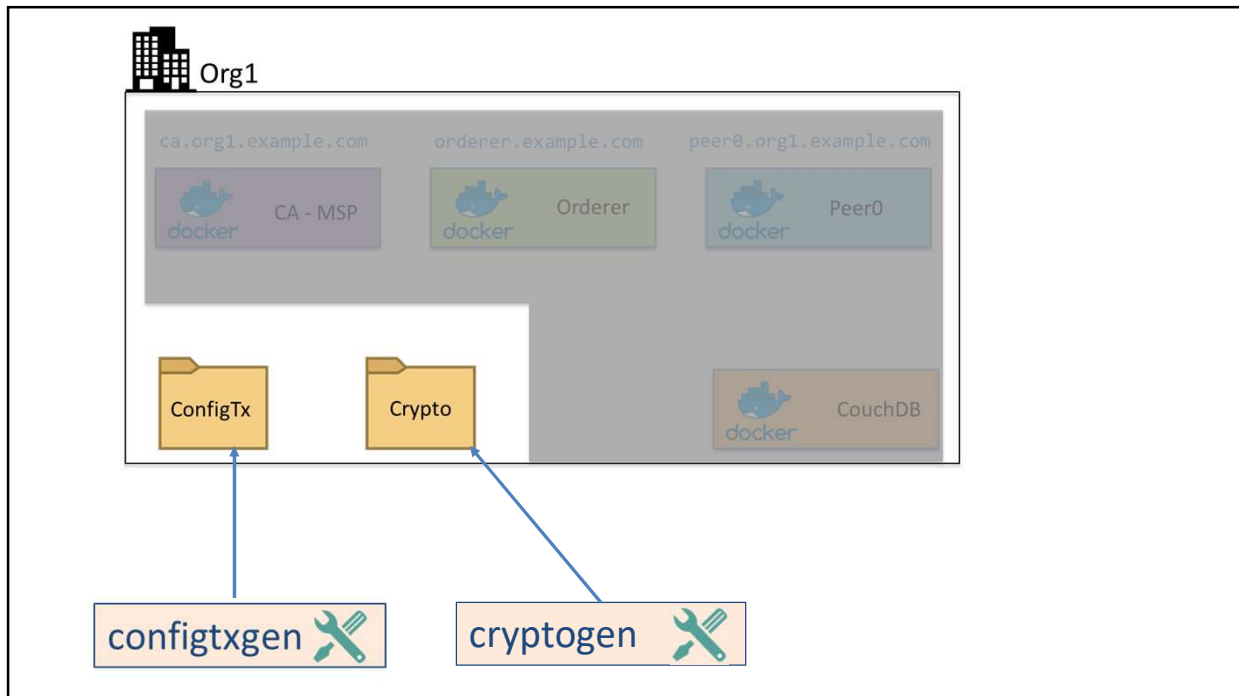 Org1
ca.org1.example.com
orderer.example.com
peer0.org1.example.com
docker
CA - MSP
docker
Orderer
docker
Peer0
ConfigTx
Crypto
docker
CouchDB
configtxgen
cryptogen